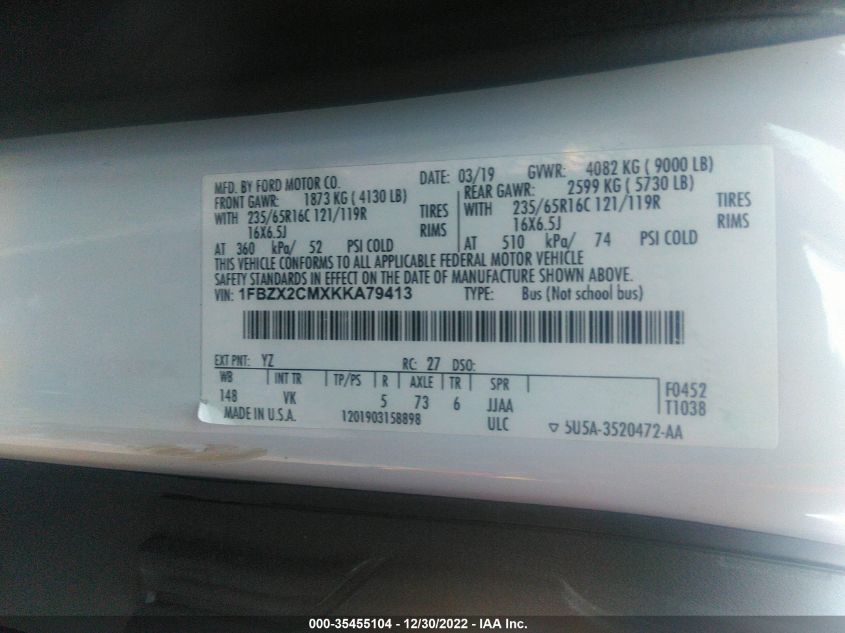 MFD. BY FORD MOTOR CO. DATE: 03/19 GVWR: 4082 KG ( 9000 LB)
FRONT GAWR: 1873 KG ( 4130 LB) REAR GAWR: 2599 KG ( 5730 LB)
WITH 235/65R16C 121/119R TIRES WITH 235/65R16C 121/119R TIRES
16X6.5J RIMS 16X6.5J RIMS
AT 360 kPa/ 52 PSI COLD AT 510 kPa/ 74 PSI COLD
THIS VEHICLE CONFORMS TO ALL APPLICABLE FEDERAL MOTOR VEHICLE
SAFETY STANDARDS IN EFFECT ON THE DATE OF MANUFACTURE SHOWN ABOVE.
VIN: 1FBZX2CMXKKA79413 TYPE: Bus (Not school bus)
EXT PNT: YZ RC: 27 DSO:
WB INT TR TP/PS R AXLE TR SPR F0452
148 VK 5 73 6 JJAA T1038
MADE IN U.S.A. 1201903158898 ULC ▽ 5U5A-3520472-AA
000-35455104 - 12/30/2022 - IAA Inc.